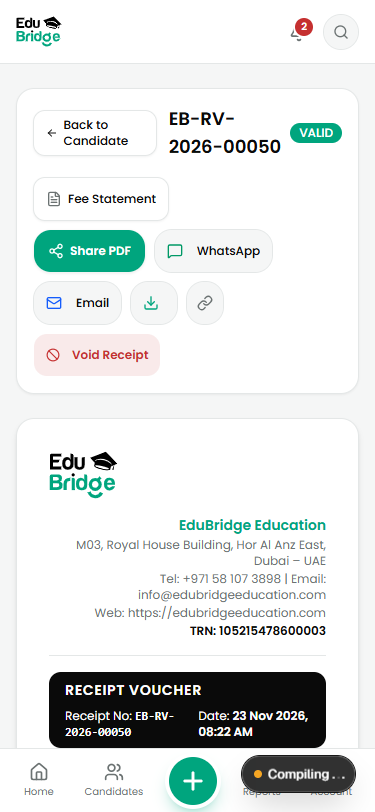 Edu
Bridge
2
Back to
Candidate
EB-RV-
2026-00050
VALID
Fee Statement
Share PDF
WhatsApp
Email
Void Receipt
Edu
Bridge
EduBridge Education
M03, Royal House Building, Hor Al Anz East,
Dubai – UAE
Tel: +971 58 107 3898 | Email:
info@edubridgeeducation.com
Web: https://edubridgeeducation.com
TRN: 105215478600003
RECEIPT VOUCHER
Receipt No: EB-RV-
2026-00050
Date: 23 Nov 2026,
08:22 AM
Home
Candidates
Compiling...
Reports
Account